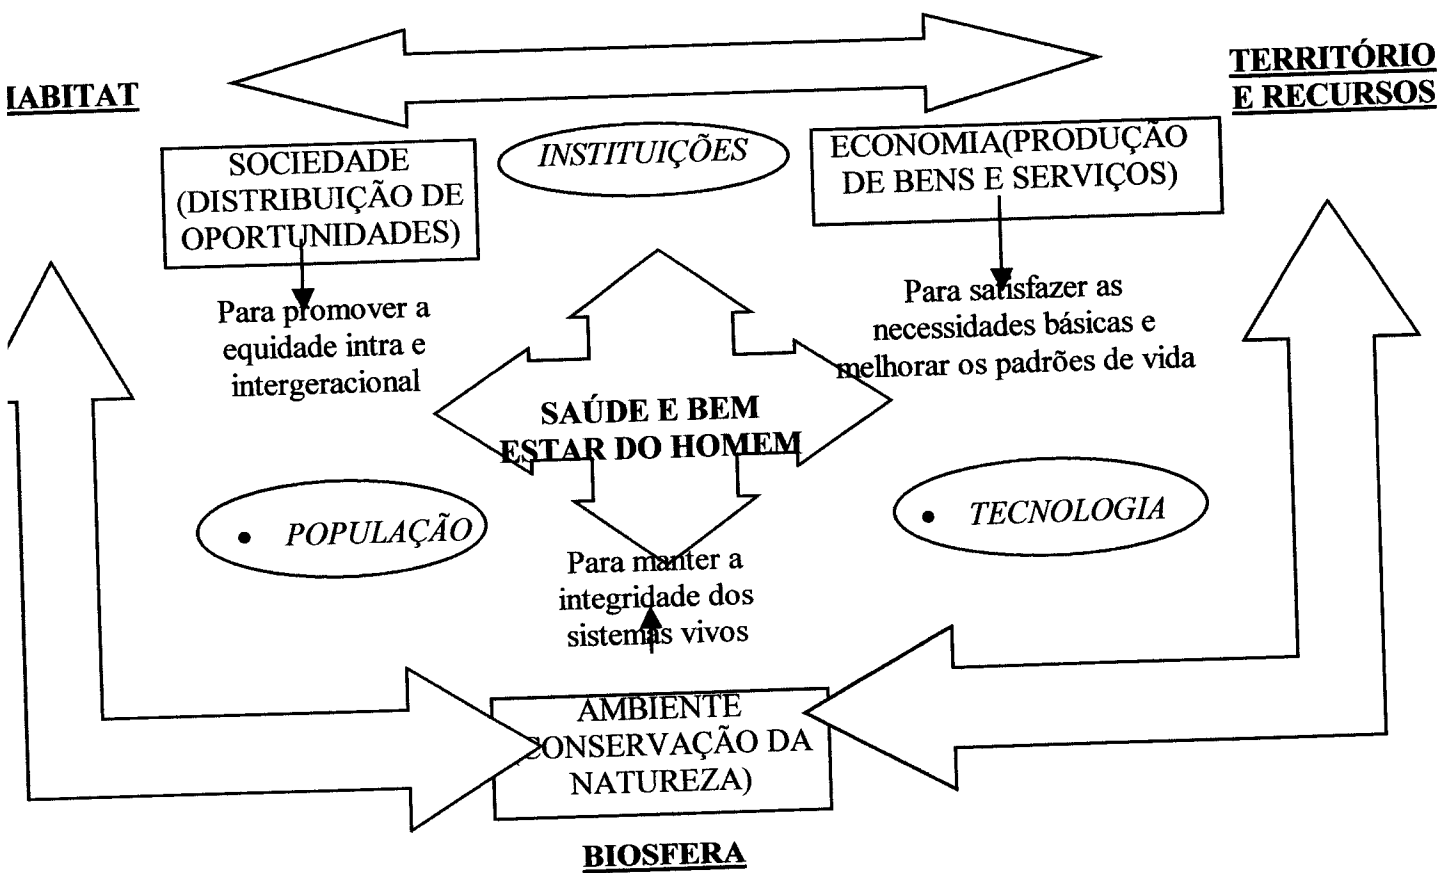 HABITAT
TERRITÓRIO
E RECURSOS
SOCIEDADE
(DISTRIBUIÇÃO DE
OPORTUNIDADES)
INSTITUIÇÕES
ECONOMIA(PRODUÇÃO
DE BENS E SERVIÇOS)
Para promover a
equidade intra e
intergeracional
Para satisfazer as
necessidades básicas e
melhorar os padrões de vida
SAÚDE E BEM
ESTAR DO HOMEM
• POPULAÇÃO
• TECNOLOGIA
Para manter a
integridade dos
sistemas vivos
AMBIENTE
(CONSERVAÇÃO DA
NATUREZA)
BIOSFERA